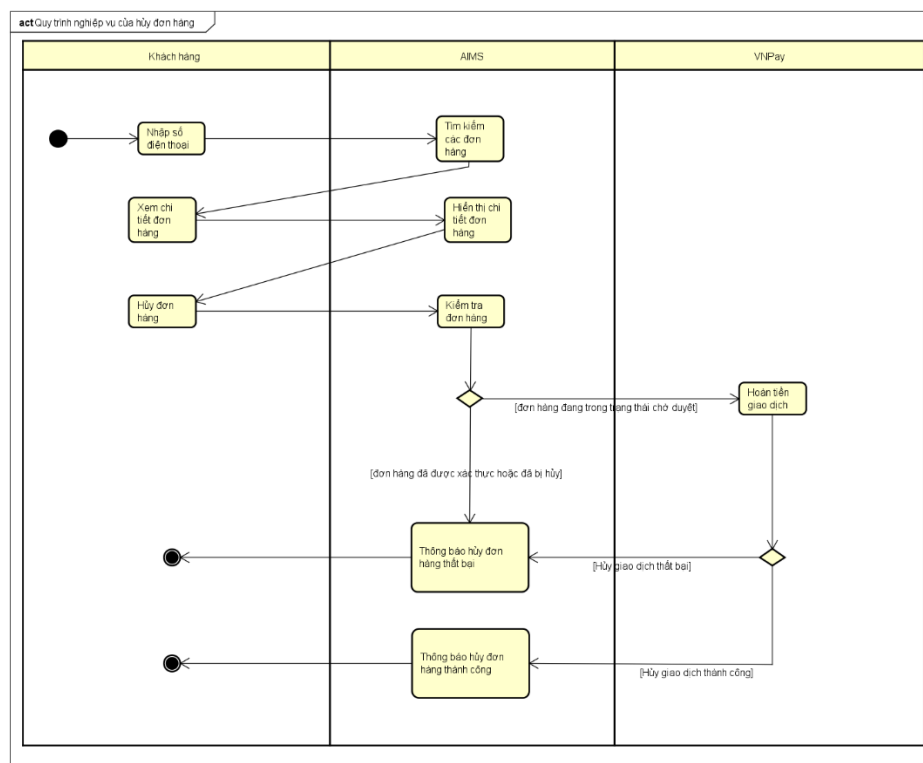 act Quy trình nghiệp vụ của hủy đơn hàng
Khách hàng
AIMS
VNPay
Nhập số
điện thoại
Tìm kiếm
các đơn
hàng
Xem chi
tiết đơn
hàng
Hiển thị chi
tiết đơn
hàng
Hủy đơn
hàng
Kiểm tra
đơn hàng
[đơn hàng đang trong trạng thái chờ duyệt]
Hoàn tiền
giao dịch
[đơn hàng đã được xác thực hoặc đã bị hủy]
Thông báo hủy đơn
hàng thất bại
[Hủy giao dịch thất bại]
Thông báo hủy đơn
hàng thành công
[Hủy giao dịch thành công]